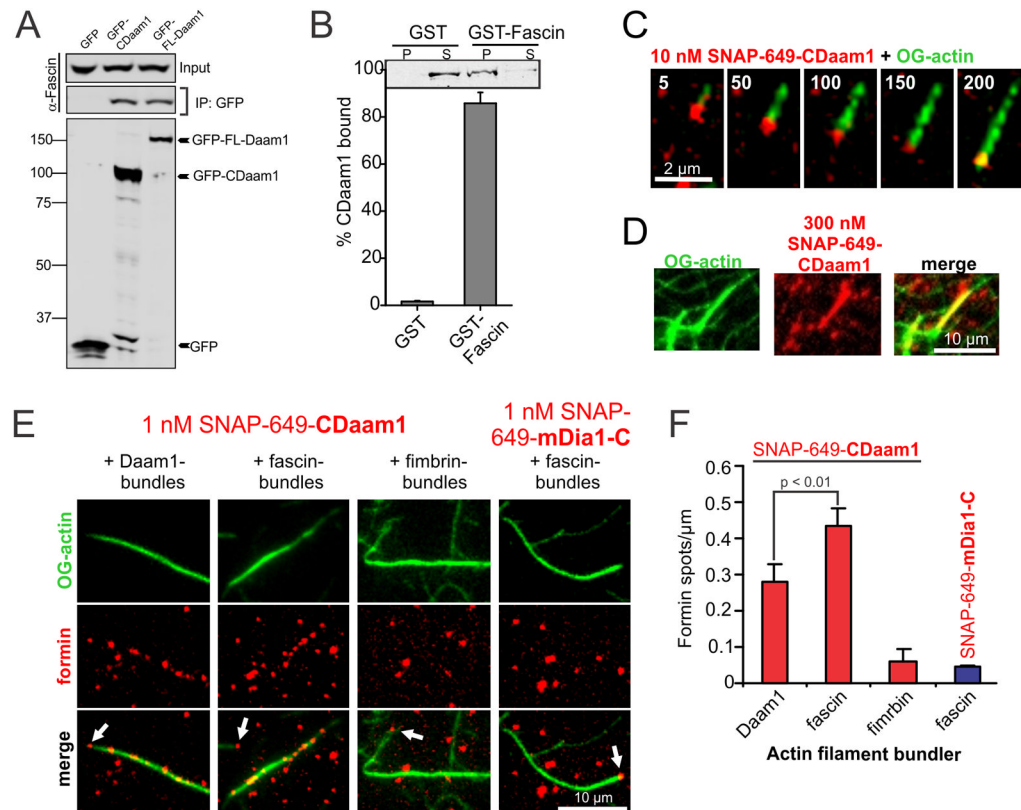 A
GFP
GFP-
CDaam1
GFP-
FL-Daam1
α-Fascin
Input
IP: GFP
150
100
75
50
37
GFP-FL-Daam1
GFP-CDaam1
GFP
B
GST
GST-Fascin
P
S
P
S
% CDaam1 bound
100
80
60
40
20
0
GST
GST-
Fascin
C
10 nM SNAP-649-CDaam1 + OG-actin
5
50
100
150
200
2 µm
D
OG-actin
300 nM
SNAP-649-
CDaam1
merge
10 µm
E
1 nM SNAP-649-CDaam1
1 nM SNAP-
649-mDia1-C
+ Daam1-
bundles
+ fascin-
bundles
+ fimbrin-
bundles
+ fascin-
bundles
OG-actin
formin
merge
10 µm
F
SNAP-649-CDaam1
p < 0.01
SNAP-649-mDia1-C
Formin spots/µm
0.6
0.5
0.4
0.3
0.2
0.1
0
Daam1
fascin
fimrbin
fascin
Actin filament bundler